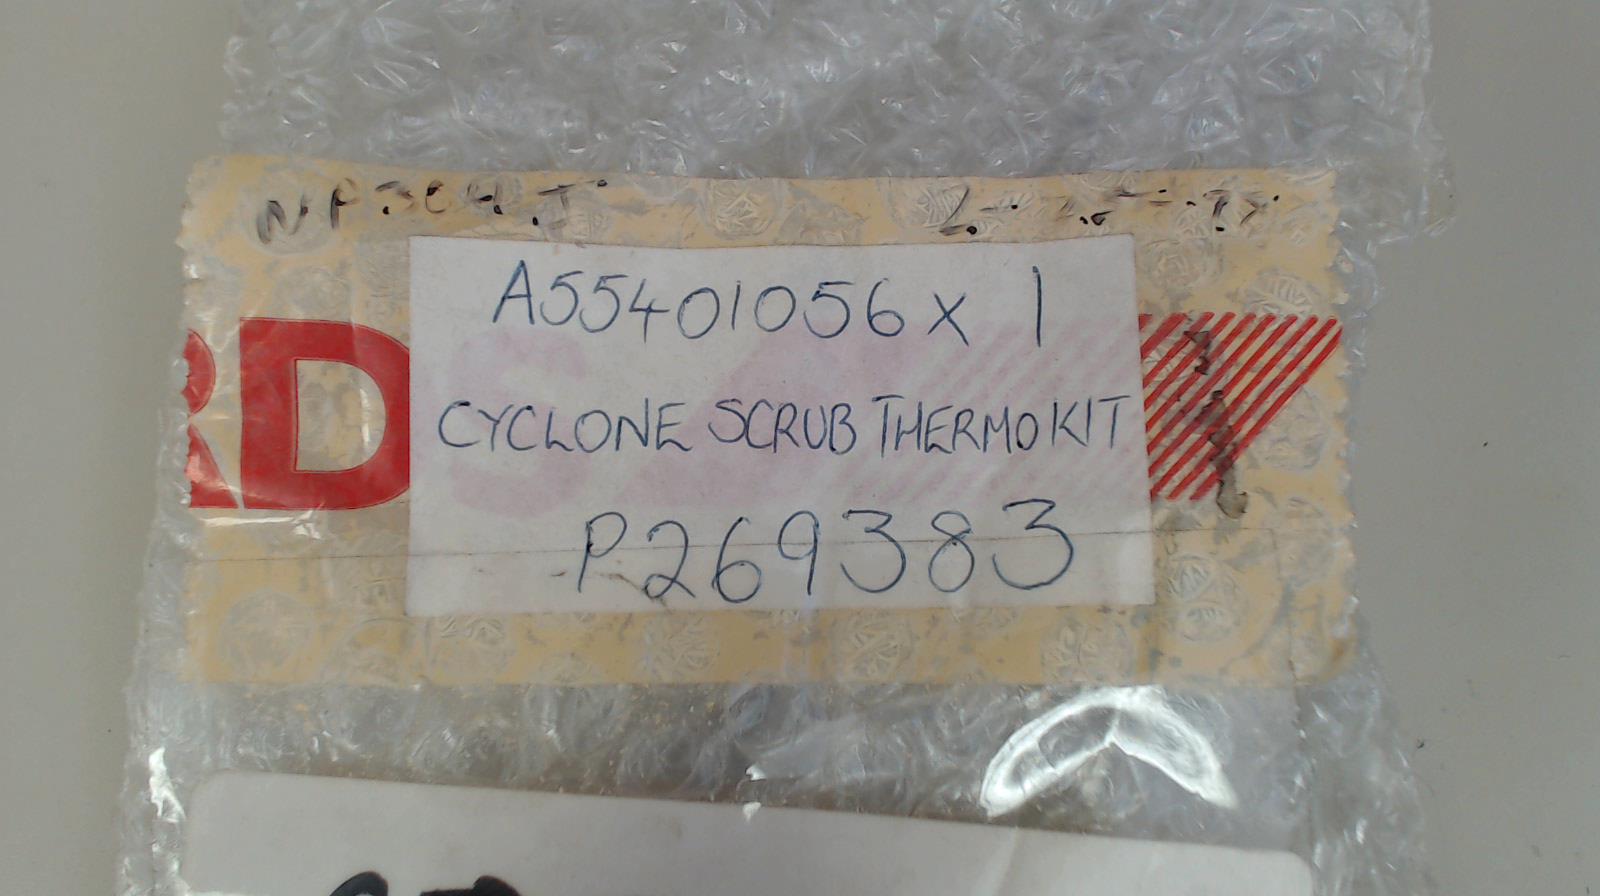 A55401056 x 1
CYCLONE SCRUB THERMO KIT
P269383